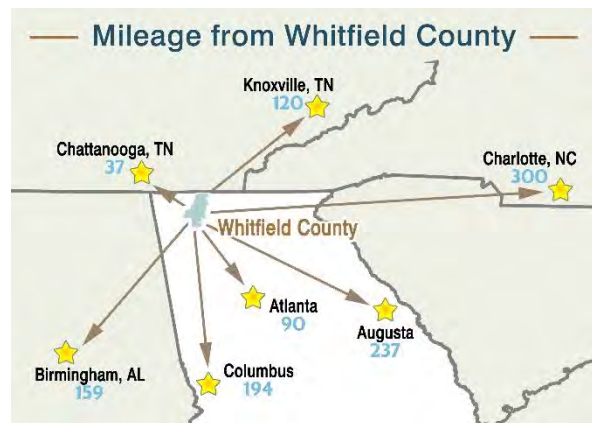 Mileage from Whitfield County
Knoxville, TN
120
Chattanooga, TN
37
Charlotte, NC
300
Whitfield County
Atlanta
90
Augusta
237
Birmingham, AL
159
Columbus
194